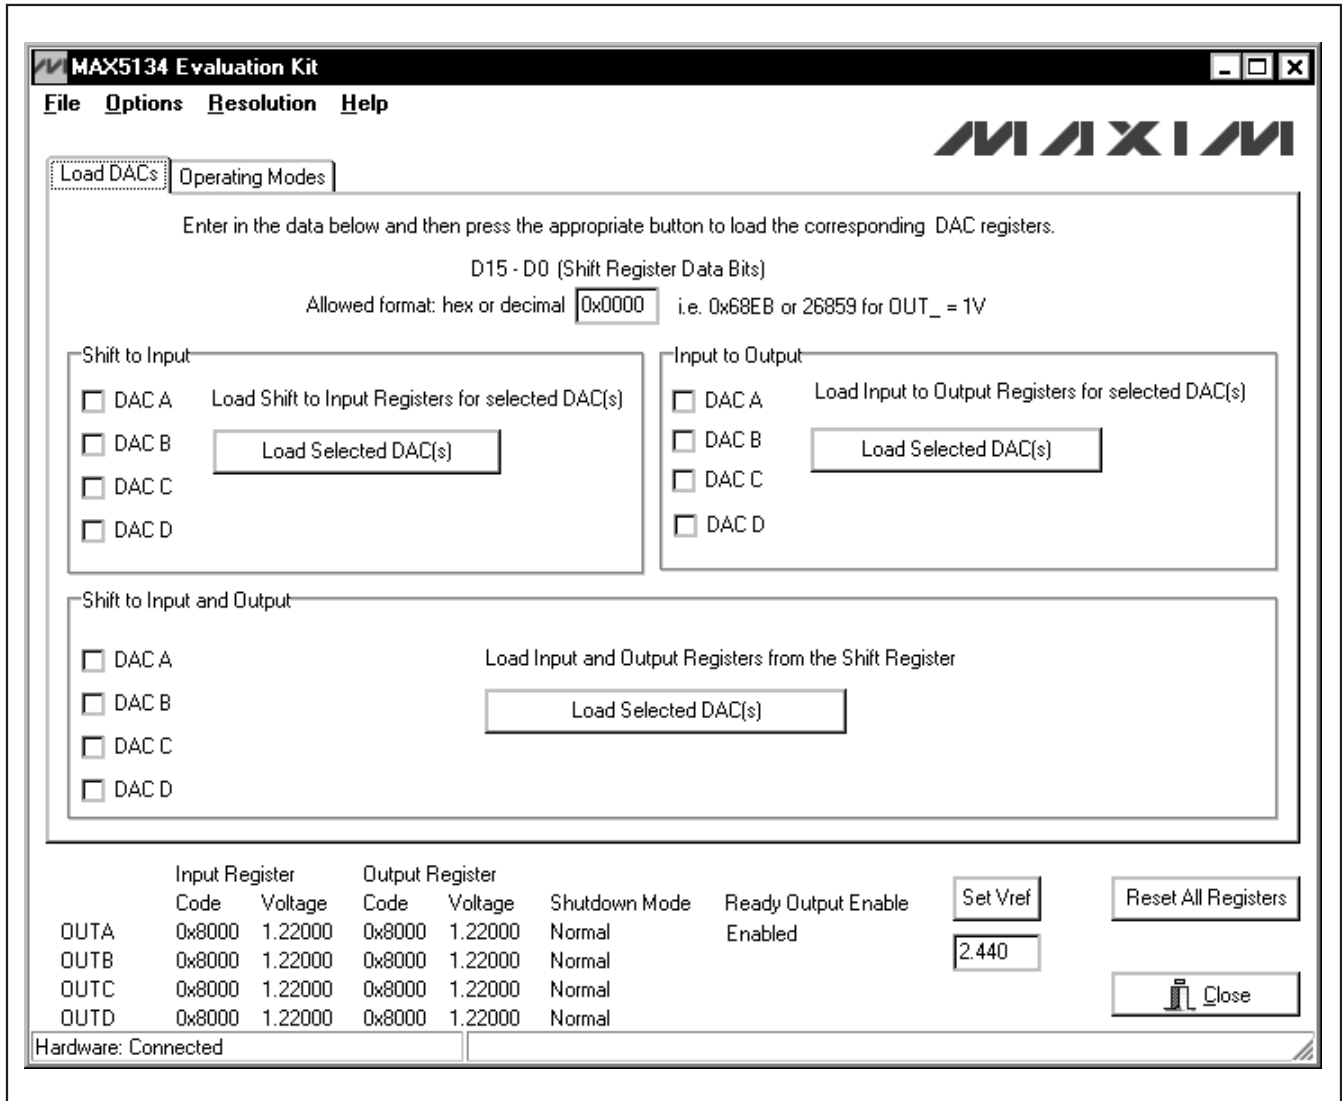 MAX5134 Evaluation Kit
File Options Resolution Help
MAXIM
Load DACs Operating Modes
Enter in the data below and then press the appropriate button to load the corresponding DAC registers.
D15 - D0 (Shift Register Data Bits)
Allowed format: hex or decimal 0x0000 i.e. 0x68EB or 26859 for OUT_ = 1V
Shift to Input
DAC A Load Shift to Input Registers for selected DAC(s)
DAC B Load Selected DAC(s)
DAC C
DAC D
Input to Output
DAC A Load Input to Output Registers for selected DAC(s)
DAC B Load Selected DAC(s)
DAC C
DAC D
Shift to Input and Output
DAC A Load Input and Output Registers from the Shift Register
DAC B Load Selected DAC(s)
DAC C
DAC D
Input Register Output Register
Code Voltage Code Voltage Shutdown Mode Ready Output Enable Set Vref Reset All Registers
OUTA 0x8000 1.22000 0x8000 1.22000 Normal Enabled
OUTB 0x8000 1.22000 0x8000 1.22000 Normal 2.440
OUTC 0x8000 1.22000 0x8000 1.22000 Normal Close
OUTD 0x8000 1.22000 0x8000 1.22000 Normal
Hardware: Connected